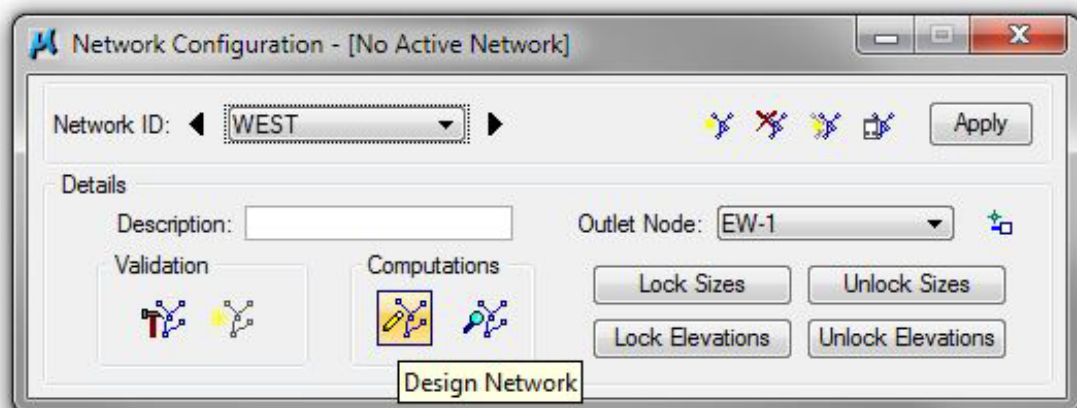 Network Configuration - [No Active Network]
Network ID: WEST Apply
Details
Description: Outlet Node: EW-1
Validation Computations
Lock Sizes Unlock Sizes
Lock Elevations Unlock Elevations
Design Network